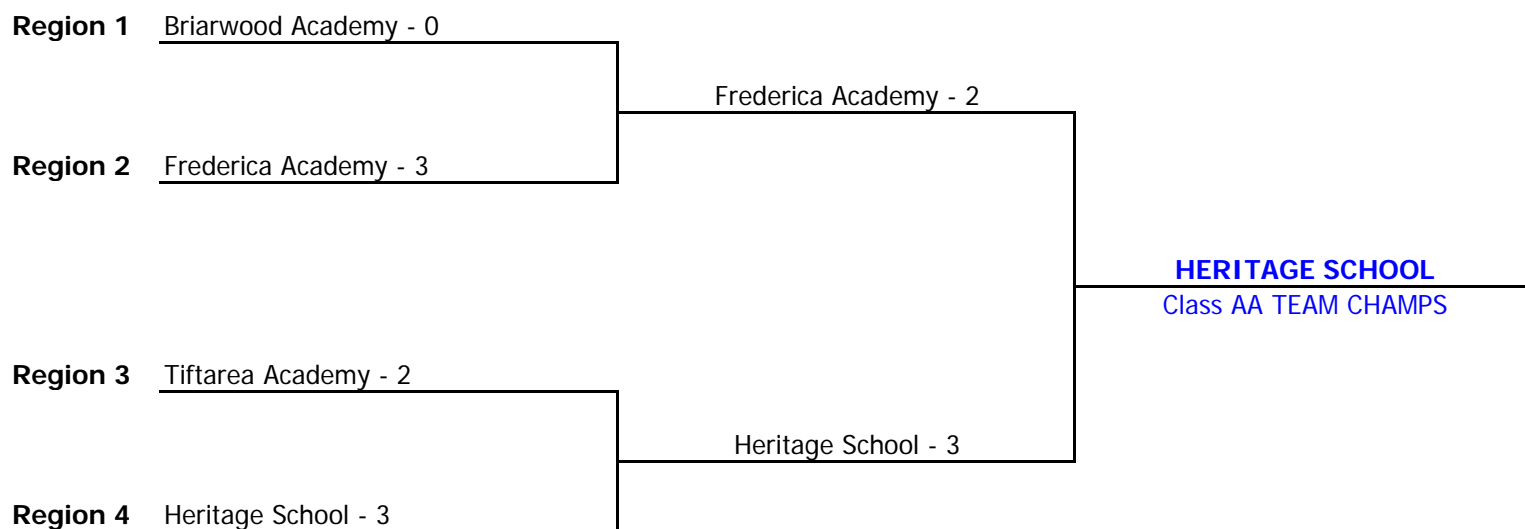 Region 1 Briarwood Academy - 0
Frederica Academy - 2
Region 2 Frederica Academy - 3
HERITAGE SCHOOL
Class AA TEAM CHAMPS
Region 3 Tiftarea Academy - 2
Heritage School - 3
Region 4 Heritage School - 3